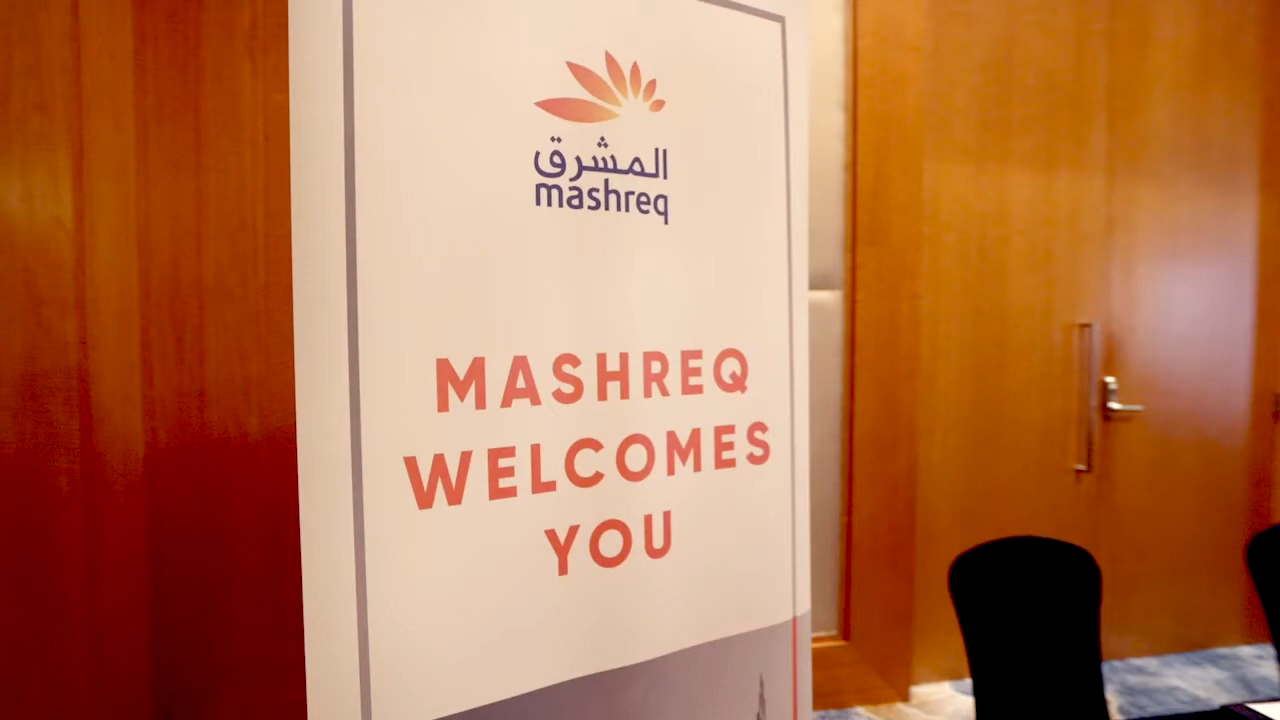 المشرق
mashreq
MASHREQ
WELCOMES
YOU